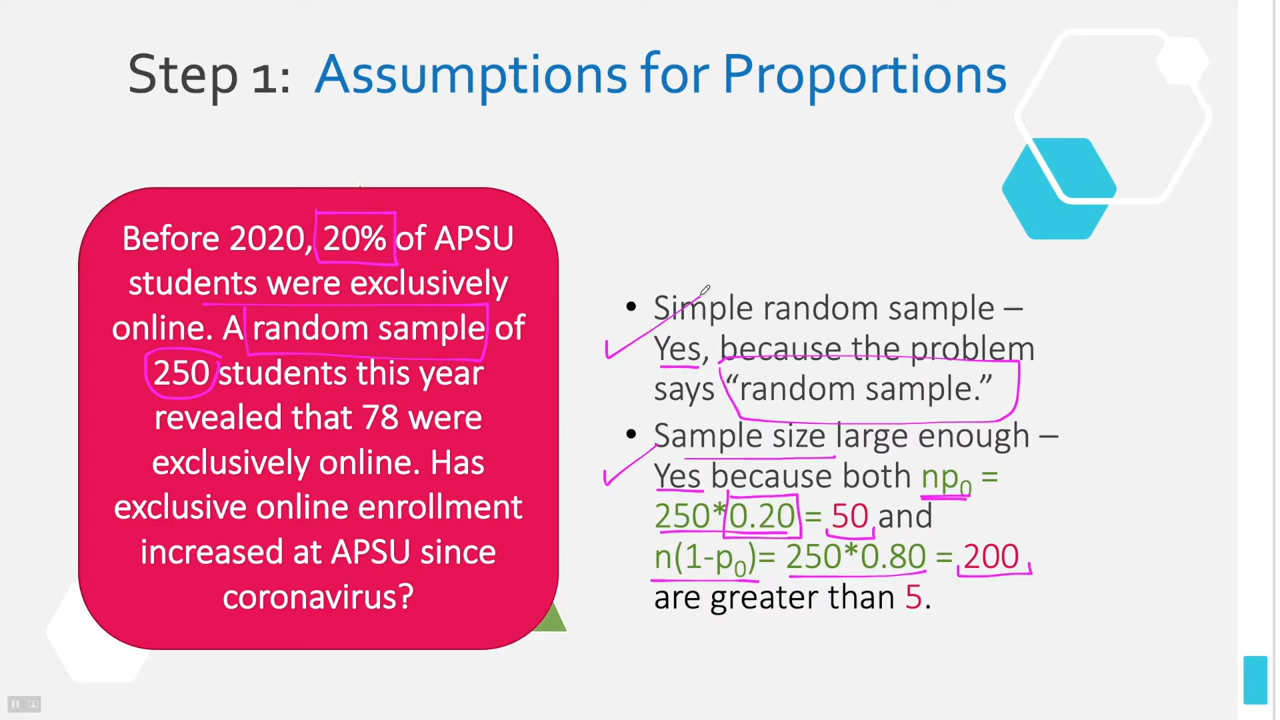 Step 1: Assumptions for Proportions
Before 2020, 20% of APSU
students were exclusively
online. A random sample of
250 students this year
revealed that 78 were
exclusively online. Has
exclusive online enrollment
increased at APSU since
coronavirus?
• Simple random sample –
Yes, because the problem
says “random sample.”
• Sample size large enough –
Yes because both np₀ =
250*0.20 = 50 and
n(1-p₀)= 250*0.80 = 200
are greater than 5.